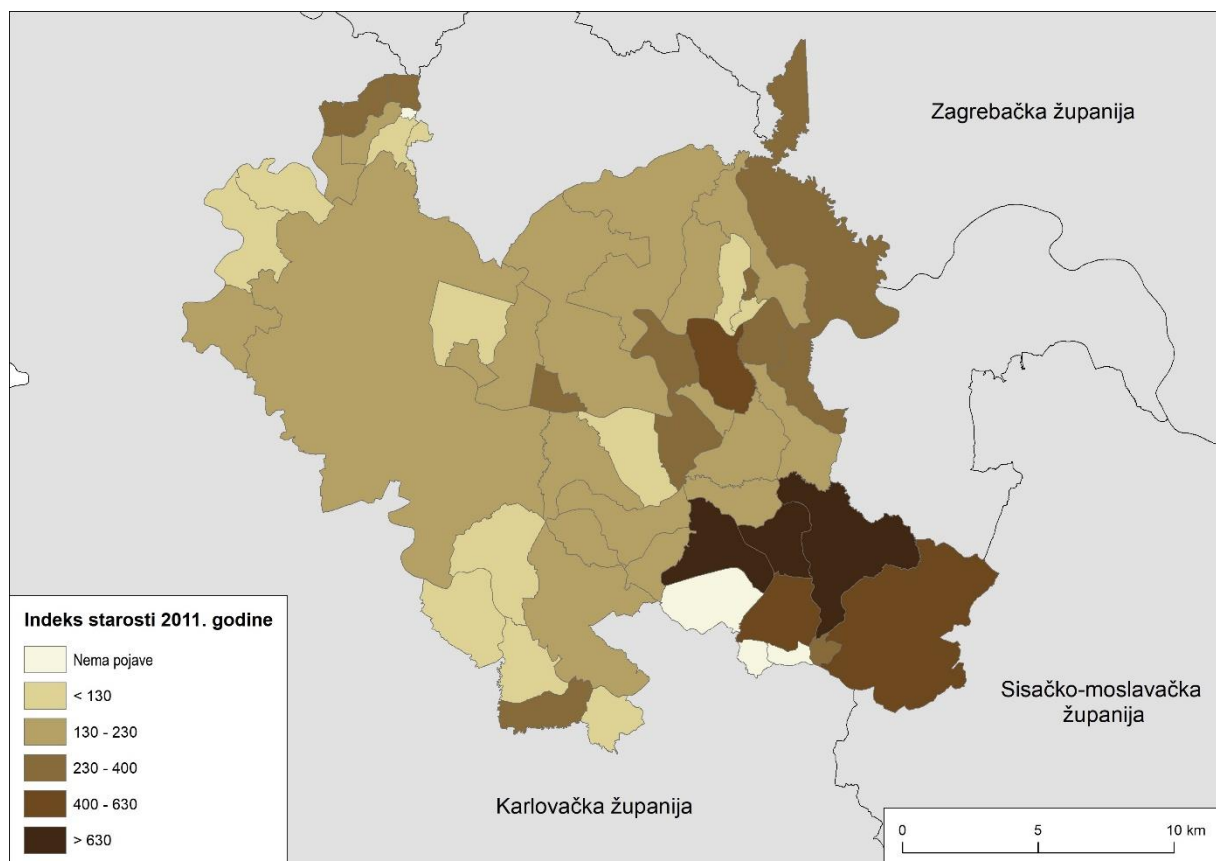 Zagrebačka županija
Indeks starosti 2011. godine
Nema pojave
< 130
130 - 230
230 - 400
400 - 630
> 630
Sisačko-moslavačka
županija
Karlovačka županija
0 5 10 km